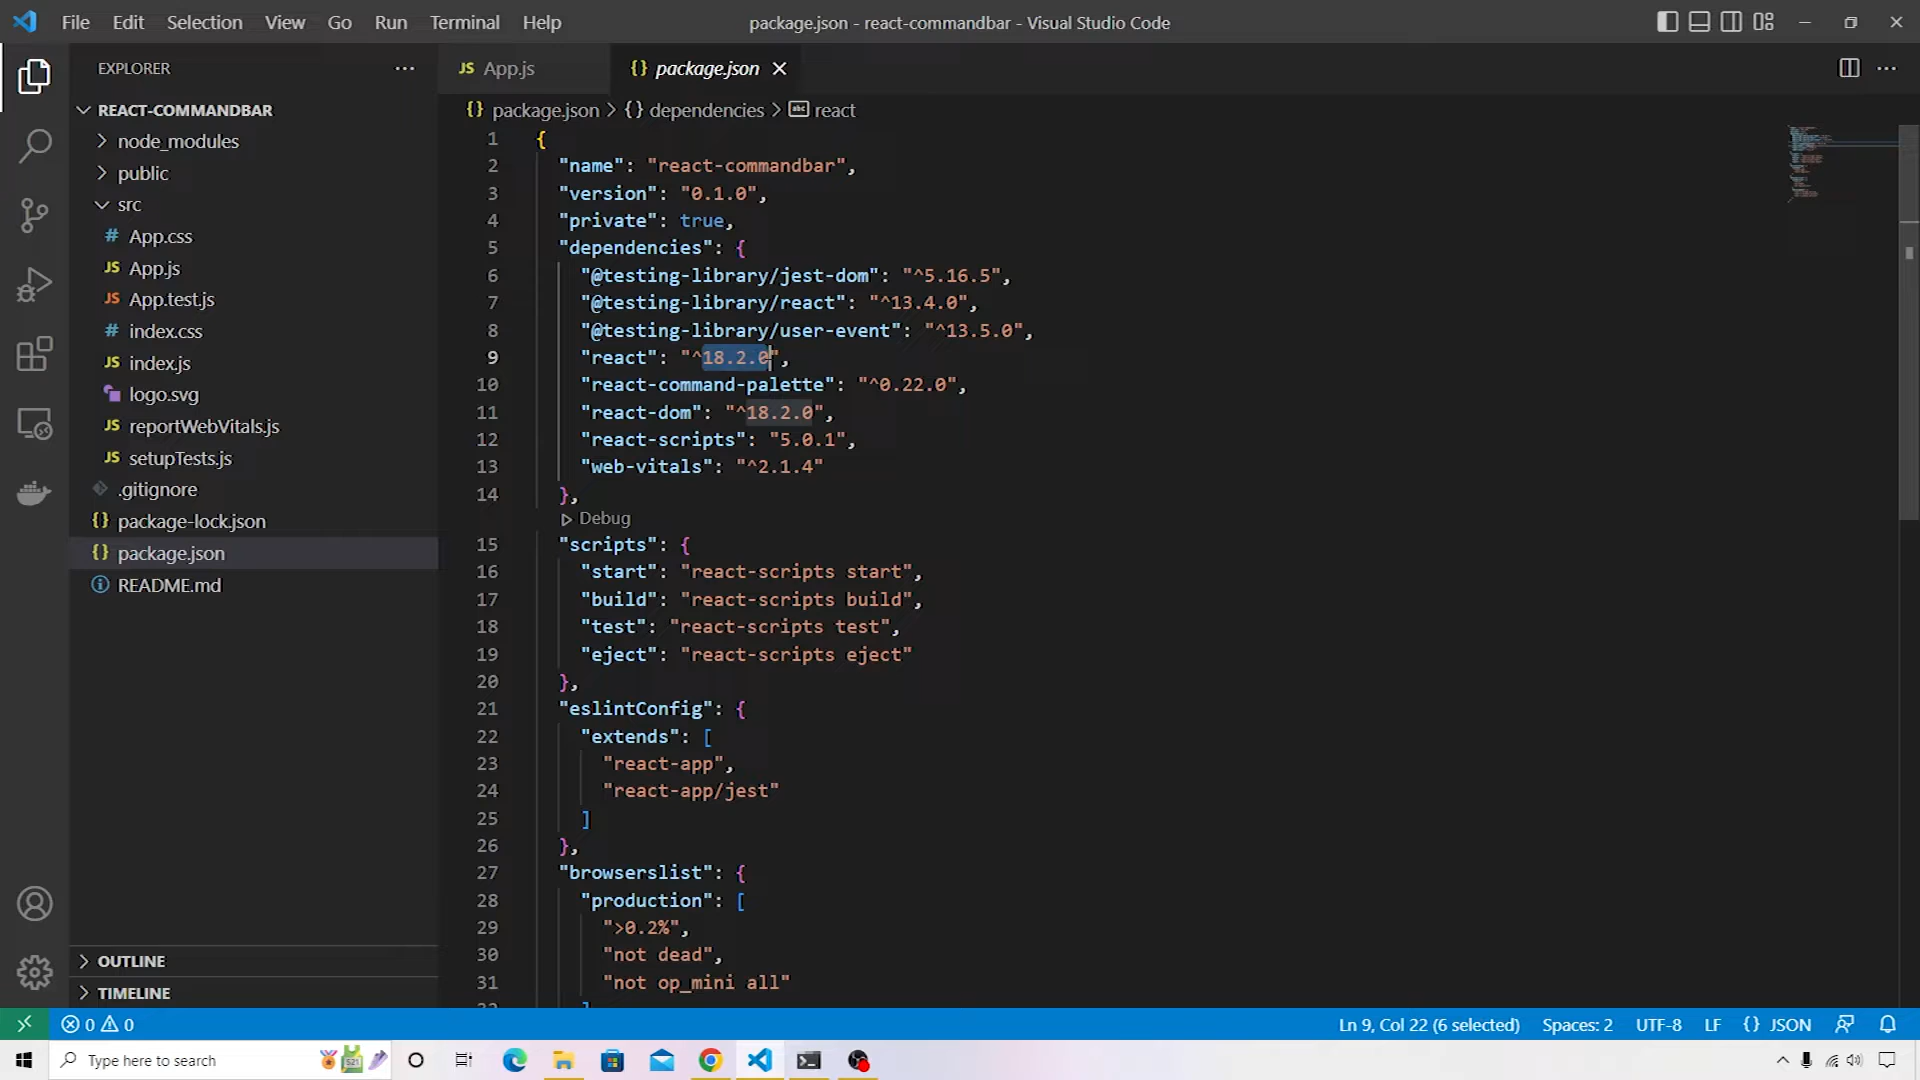 File Edit Selection View Go Run Terminal Help
package.json - react-commandbar - Visual Studio Code
EXPLORER
REACT-COMMANDBAR
node_modules
public
src
# App.css
JS App.js
JS App.test.js
# index.css
JS index.js
logo.svg
JS reportWebVitals.js
JS setupTests.js
.gitignore
{} package-lock.json
{} package.json
README.md
OUTLINE
TIMELINE
JS App.js
{} package.json
{} package.json > {} dependencies > abc react
1 {
2 "name": "react-commandbar",
3 "version": "0.1.0",
4 "private": true,
5 "dependencies": {
6 "@testing-library/jest-dom": "^5.16.5",
7 "@testing-library/react": "^13.4.0",
8 "@testing-library/user-event": "^13.5.0",
9 "react": "^18.2.0",
10 "react-command-palette": "^0.22.0",
11 "react-dom": "^18.2.0",
12 "react-scripts": "5.0.1",
13 "web-vitals": "^2.1.4"
14 },
Debug
15 "scripts": {
16 "start": "react-scripts start",
17 "build": "react-scripts build",
18 "test": "react-scripts test",
19 "eject": "react-scripts eject"
20 },
21 "eslintConfig": {
22 "extends": [
23 "react-app",
24 "react-app/jest"
25 ]
26 },
27 "browserslist": {
28 "production": [
29 ">0.2%",
30 "not dead",
31 "not op_mini all"
0 0
Ln 9, Col 22 (6 selected) Spaces: 2 UTF-8 LF {} JSON
Type here to search